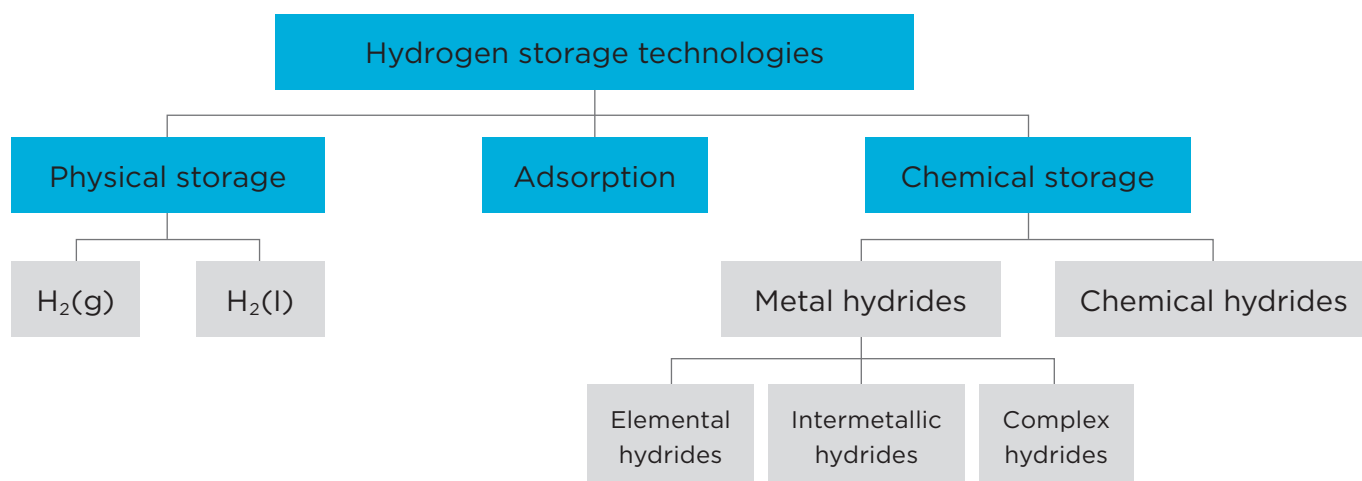 Hydrogen storage technologies
Physical storage
Adsorption
Chemical storage
H₂(g)
H₂(l)
Metal hydrides
Chemical hydrides
Elemental
hydrides
Intermetallic
hydrides
Complex
hydrides